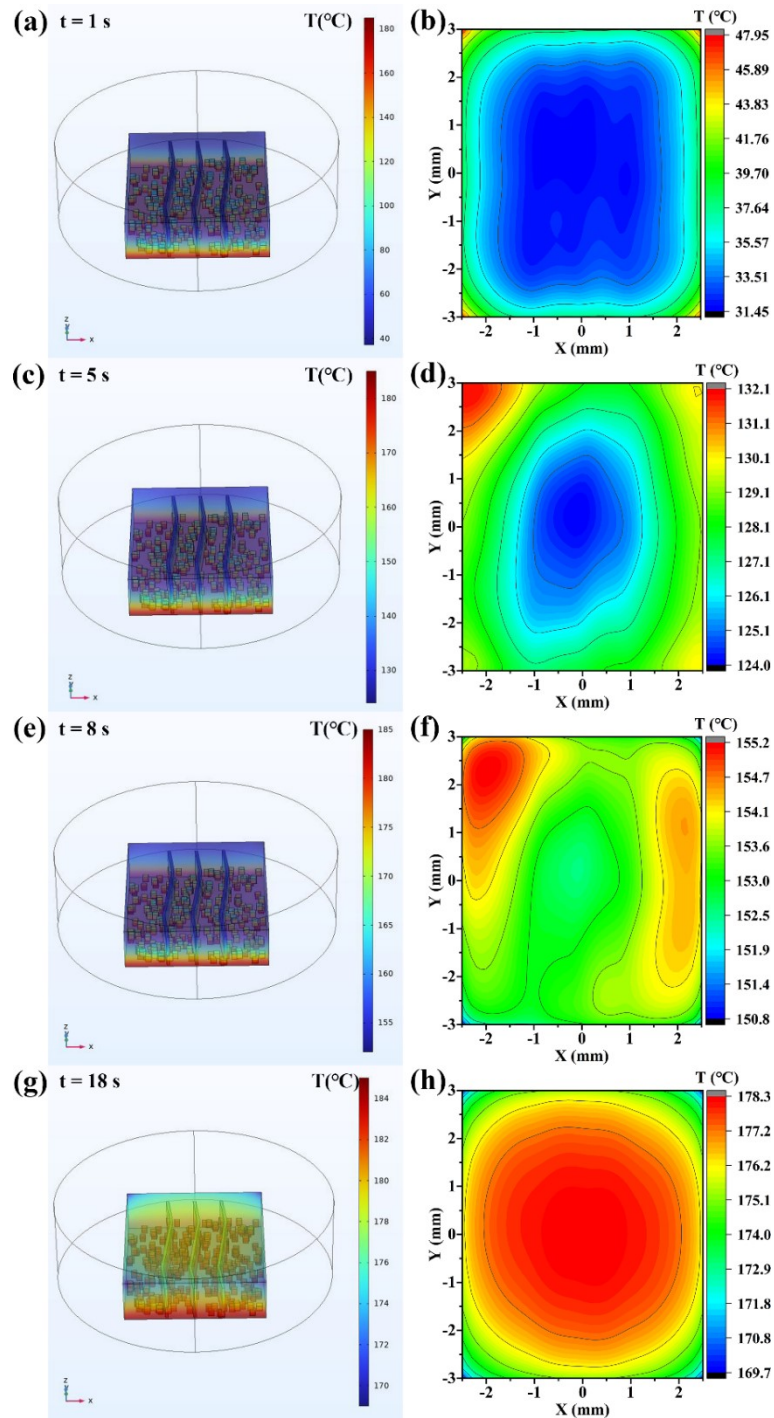 (a) t = 1 s T(°C)
180
160
140
120
100
80
60
40
z
y
x
(b) T (°C)
3
2
1
0
-1
-2
-3
Y (mm)
-2 -1 0 1 2
X (mm)
47.95
43.83
41.76
37.64
35.57
33.51
31.45
(c) t = 5 s T(°C)
180
170
160
150
140
130
z
y
x
(d) T (°C)
3
2
1
0
-1
-2
-3
Y (mm)
-2 -1 0 1 2
X (mm)
132.1
131.1
130.1
129.1
128.1
127.1
126.1
125.1
124.0
(e) t = 8 s T(°C)
185
180
175
170
165
160
155
z
y
x
(f) T (°C)
3
2
1
0
-1
-2
-3
Y (mm)
-2 -1 0 1 2
X (mm)
155.2
154.7
154.1
153.6
153.0
152.5
151.9
151.4
150.8
(g) t = 18 s T(°C)
184
182
180
178
176
174
172
170
z
y
x
(h) T (°C)
3
2
1
0
-1
-2
-3
Y (mm)
-2 -1 0 1 2
X (mm)
178.3
177.2
176.2
175.1
174.0
173.0
171.9
170.8
169.7